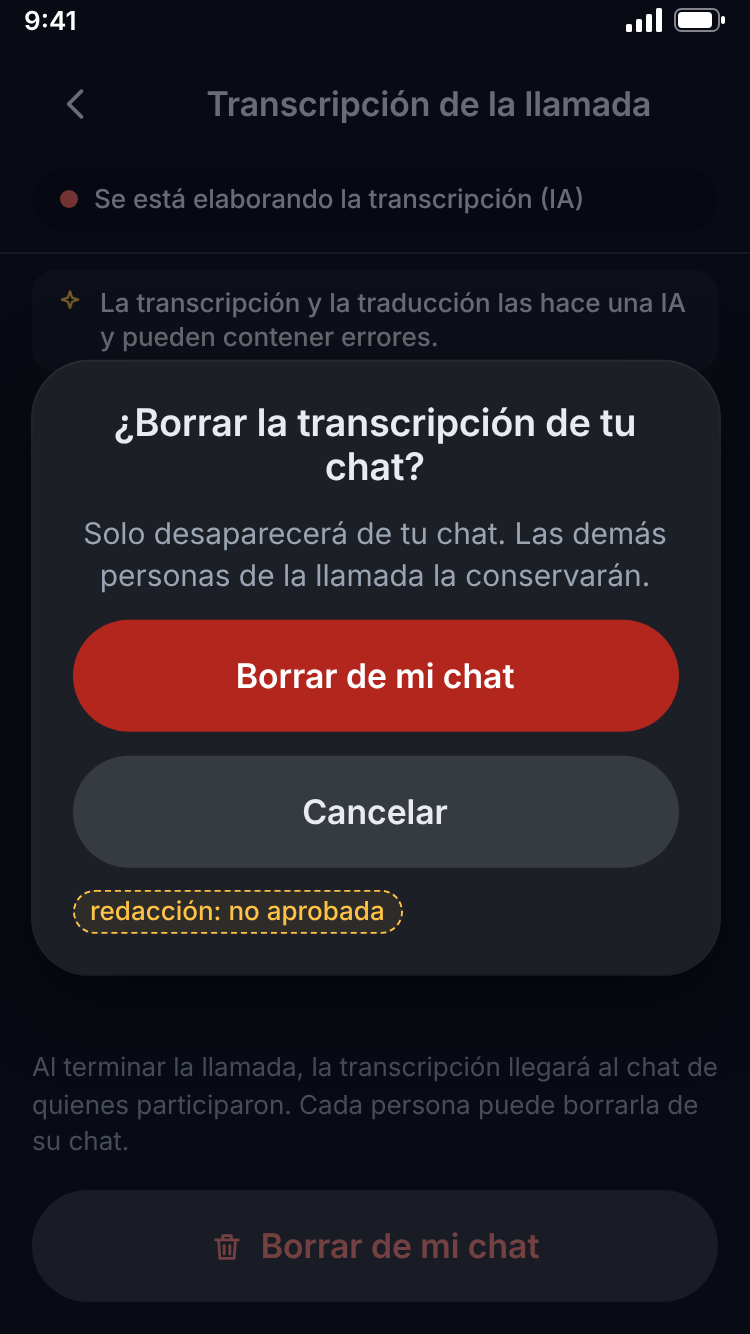 9:41
Transcripción de la llamada
Se está elaborando la transcripción (IA)
La transcripción y la traducción las hace una IA
y pueden contener errores.
¿Borrar la transcripción de tu
chat?
Solo desaparecerá de tu chat. Las demás
personas de la llamada la conservarán.
Borrar de mi chat
Cancelar
redacción: no aprobada
Al terminar la llamada, la transcripción llegará al chat de
quienes participaron. Cada persona puede borrarla de
su chat.
Borrar de mi chat